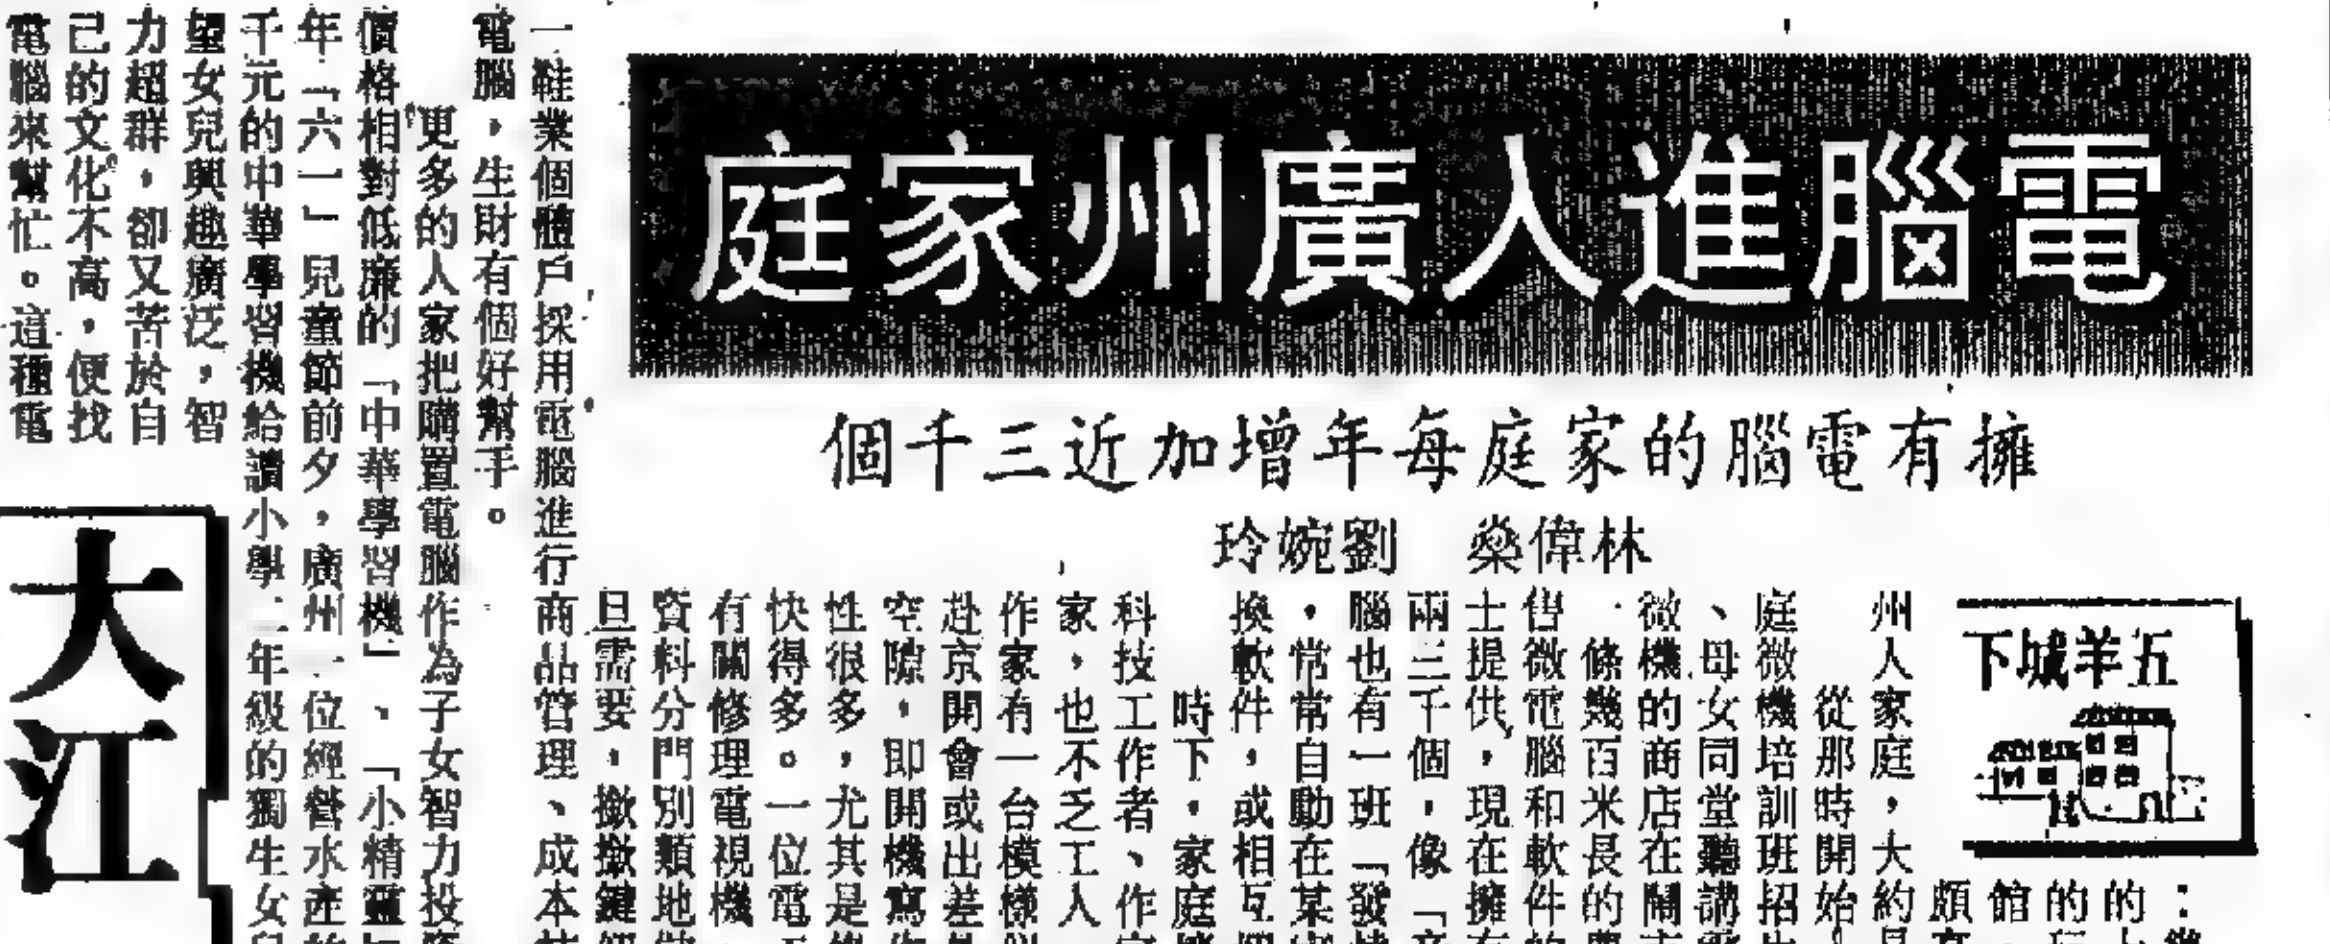 電腦進入廣州家庭
擁有電腦的家庭每年增加近三千個
林偉燊　劉婉玲
五羊城下
：
的
的
館
頗
州人家庭，大約
從那時開始
庭微機培訓班招
、母女同堂聽講
微機的商店在鬧
條幾百米長的
售微電腦和軟件
士提供，現在擁有
兩三千個，像「
腦也有一班「發
，常常自動在某
換軟件，或相互
時下，家庭
科技工作者、作
家，也不乏工人
作家有一台模樣
赴京開會或出差
空隙，即開機寫
性很多，尤其是
快得多。一位電
有關修理電視機
資料分門別類地
旦需要，撳撳鍵
一鞋業個體戶採用電腦進行商品管理、成本
電腦，生財有個好幫手。
更多的人家把購置電腦作為子女智力投
價格相對低廉的「中華學習機」、「小精靈
年「六一」兒童節前夕，廣州一位經營水產的
千元的中華學習機給讀小學二年級的獨生女兒
望女兒興趣廣泛，智
力超群，卻又苦於自
己的文化不高，便找
電腦來幫忙。這種電
大江